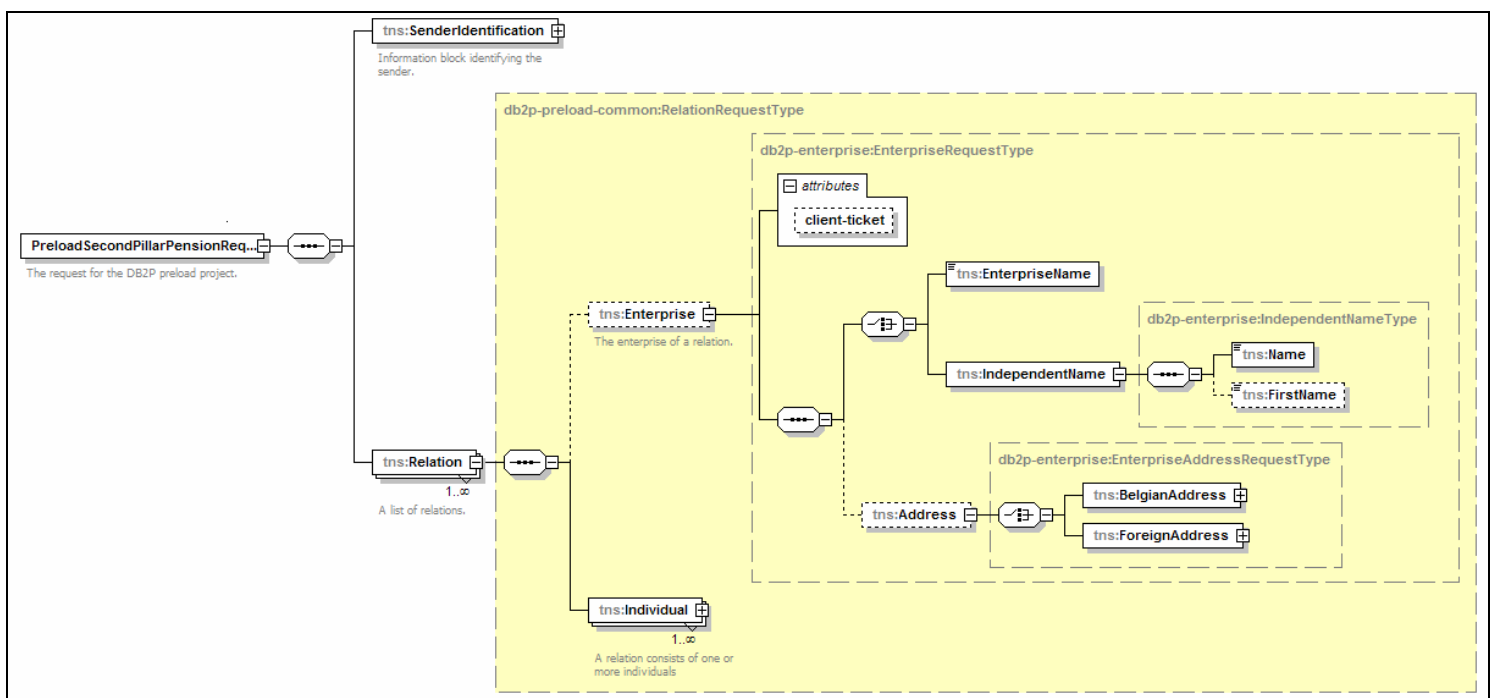 tns:SenderIdentification
Information block identifying the
sender.
db2p-preload-common:RelationRequestType
db2p-enterprise:EnterpriseRequestType
attributes
client-ticket
PreloadSecondPillarPensionReq...
The request for the DB2P preload project.
tns:EnterpriseName
tns:Enterprise
The enterprise of a relation.
db2p-enterprise:IndependentNameType
tns:Name
tns:IndependentName
tns:FirstName
tns:Relation
1..∞
A list of relations.
db2p-enterprise:EnterpriseAddressRequestType
tns:BelgianAddress
tns:Address
tns:ForeignAddress
tns:Individual
1..∞
A relation consists of one or
more individuals